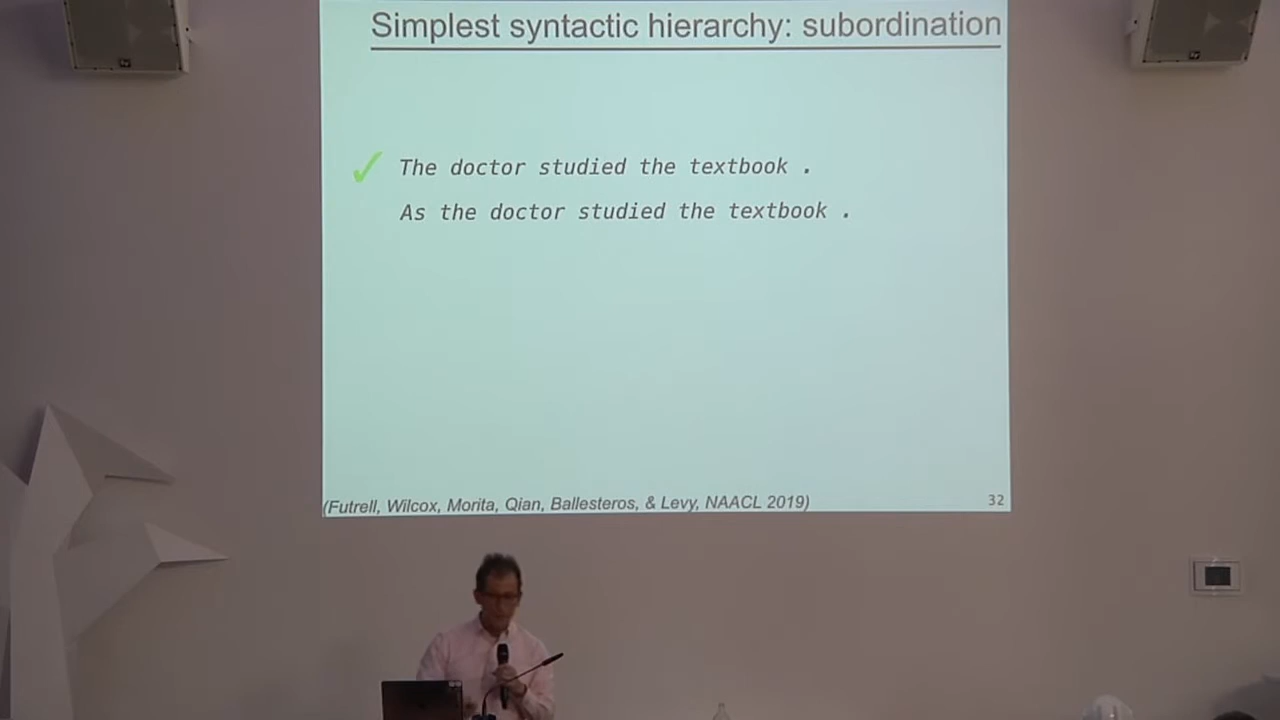 Simplest syntactic hierarchy: subordination
✓ The doctor studied the textbook .
As the doctor studied the textbook .
(Futrell, Wilcox, Morita, Qian, Ballesteros, & Levy, NAACL 2019)
32